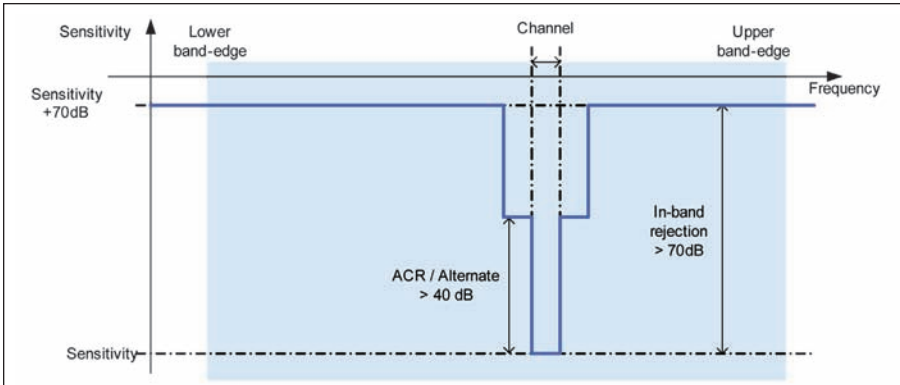 Sensitivity
Lower
band-edge
Channel
Upper
band-edge
Frequency
Sensitivity
+70dB
In-band
rejection
> 70dB
ACR / Alternate
> 40 dB
Sensitivity